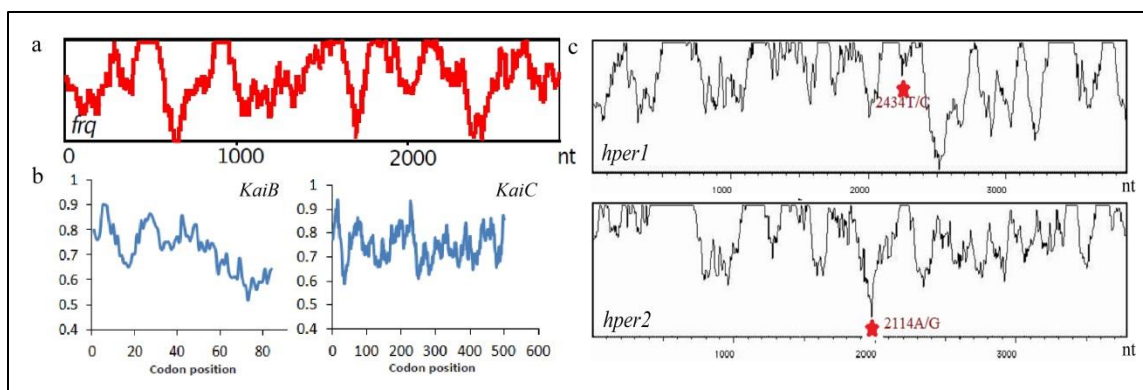 a
frq
0 1000 2000 nt
b
KaiB
1
0.9
0.8
0.7
0.6
0.5
0.4
0 20 40 60 80
Codon position
KaiC
1
0.9
0.8
0.7
0.6
0.5
0.4
0 100 200 300 400 500 600
Codon position
c
2434T/C
hper1
1000 2000 3000 nt
2114A/G
hper2
1000 2000 3000 nt